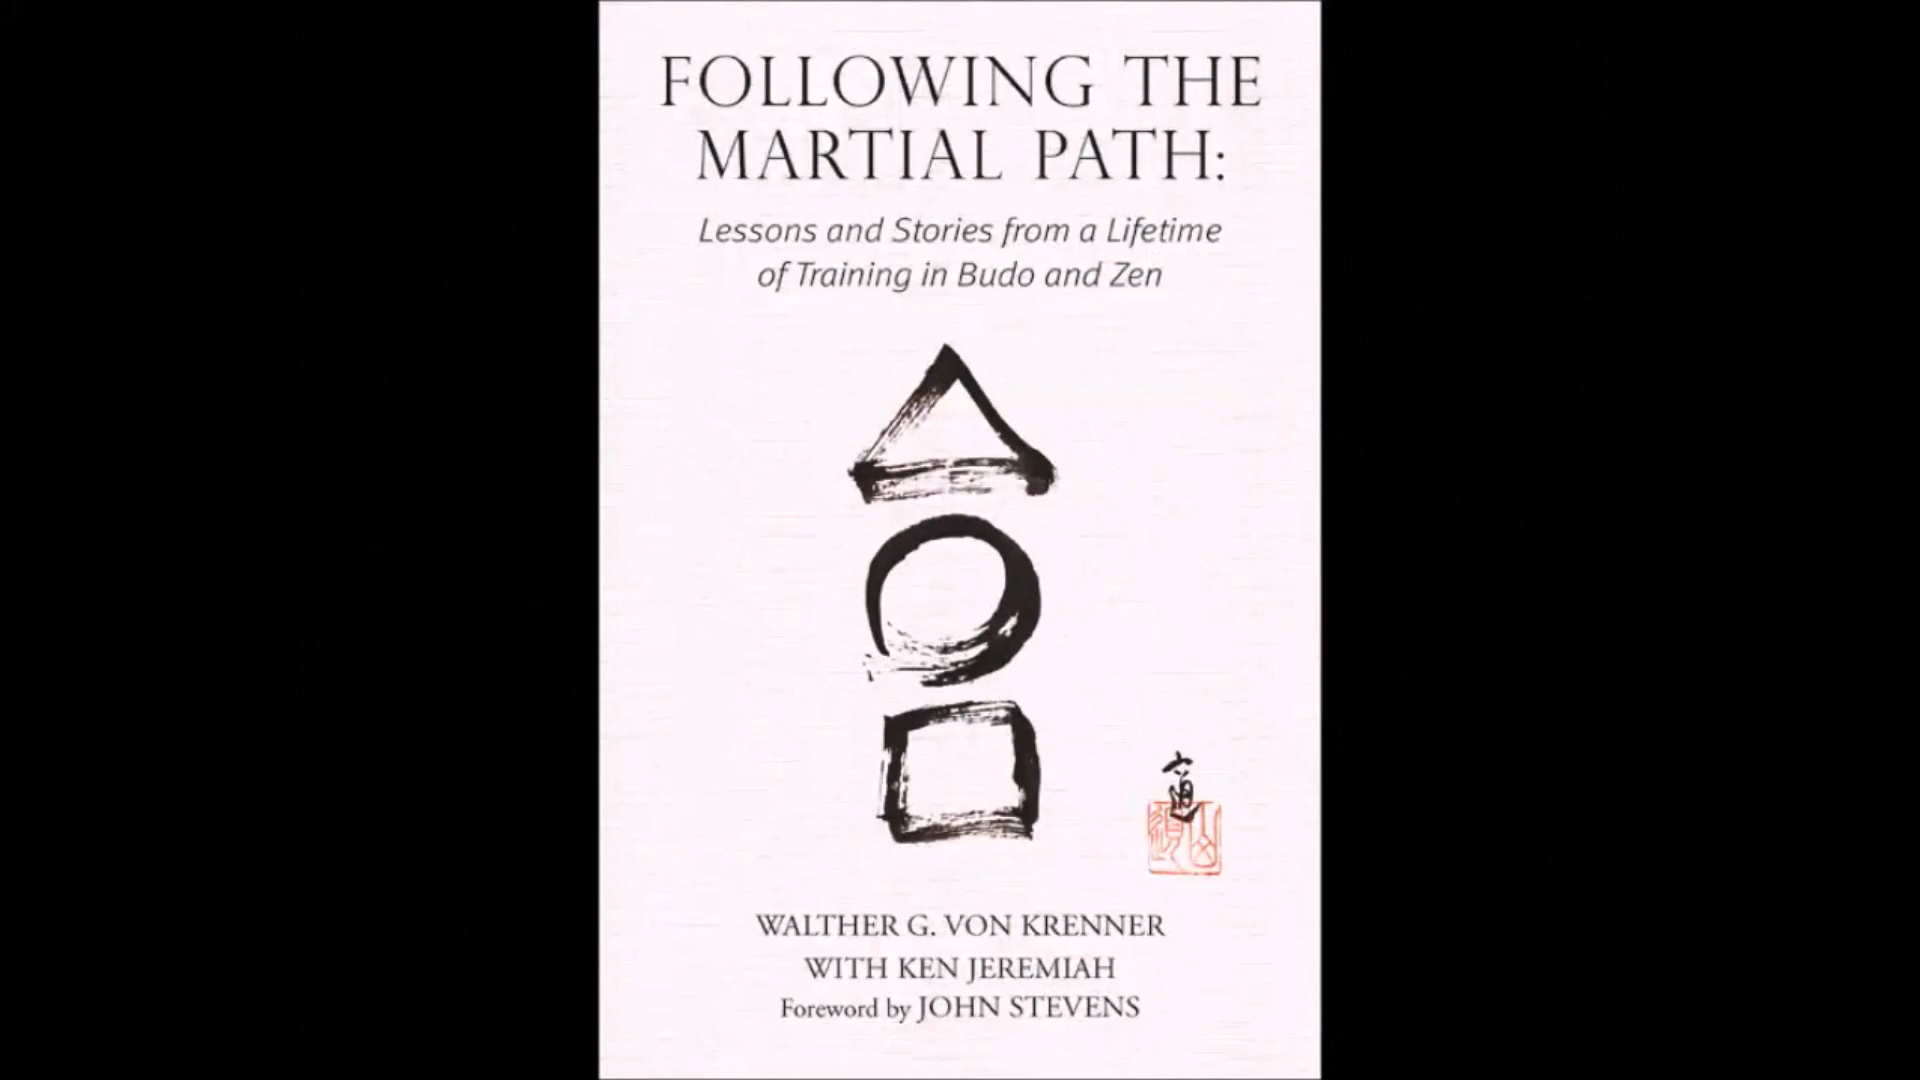 FOLLOWING THE
MARTIAL PATH:
Lessons and Stories from a Lifetime
of Training in Budo and Zen
WALTHER G. VON KRENNER
WITH KEN JEREMIAH
Foreword by JOHN STEVENS